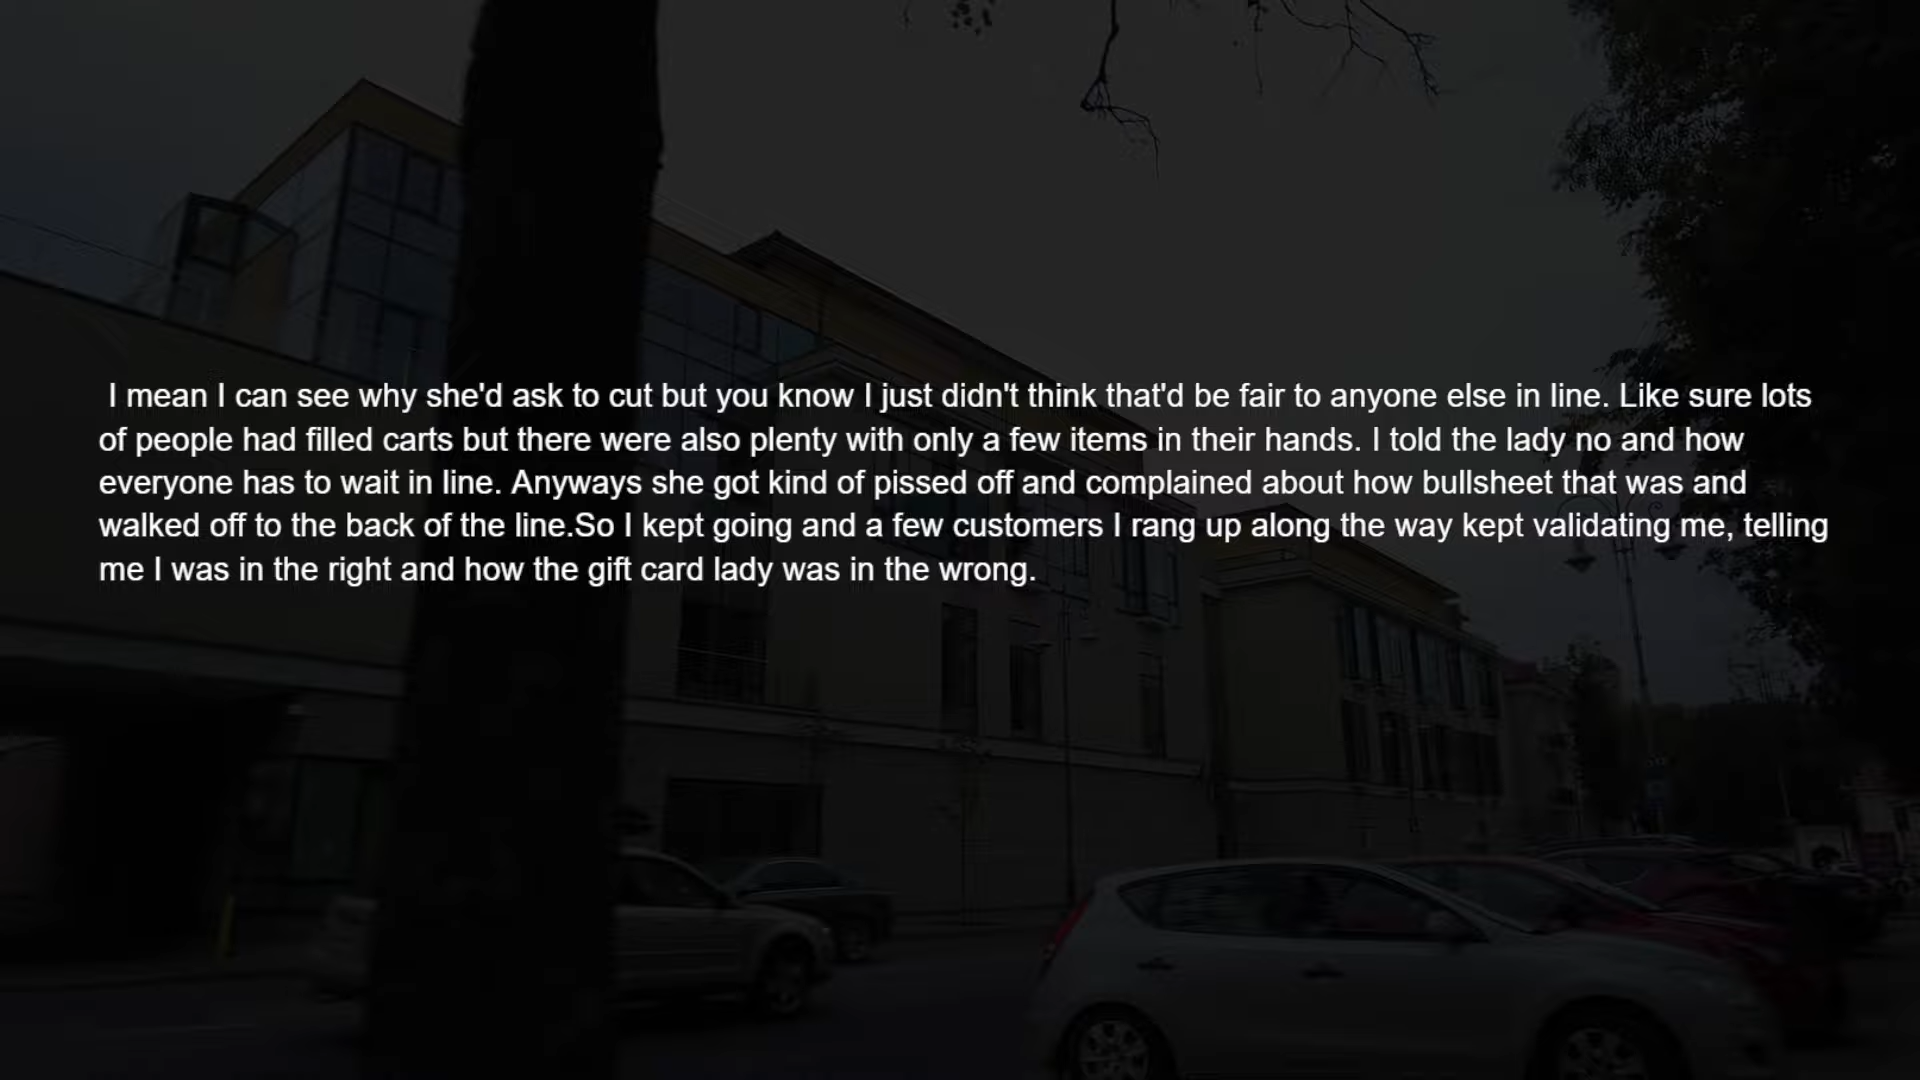 I mean I can see why she'd ask to cut but you know I just didn't think that'd be fair to anyone else in line. Like sure lots
of people had filled carts but there were also plenty with only a few items in their hands. I told the lady no and how
everyone has to wait in line. Anyways she got kind of pissed off and complained about how bullsheet that was and
walked off to the back of the line.So I kept going and a few customers I rang up along the way kept validating me, telling
me I was in the right and how the gift card lady was in the wrong.